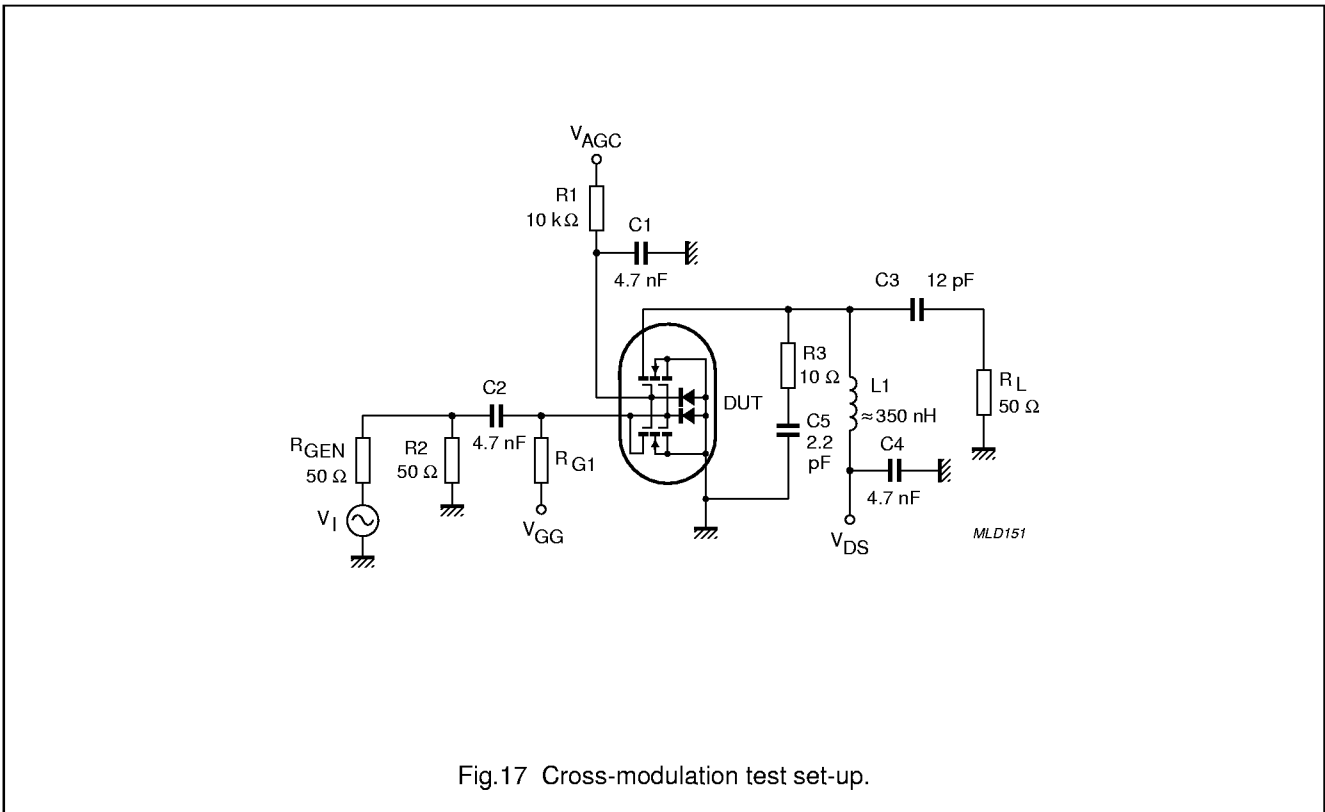 VAGC
R1
10 kΩ
C1
4.7 nF
C3 12 pF
R3
10 Ω
L1
≈350 nH
RL
50 Ω
C2
4.7 nF
DUT
C5
2.2
pF
C4
4.7 nF
RGEN
50 Ω
R2
50 Ω
RG1
VI
VGG
VDS
MLD151
Fig.17 Cross-modulation test set-up.